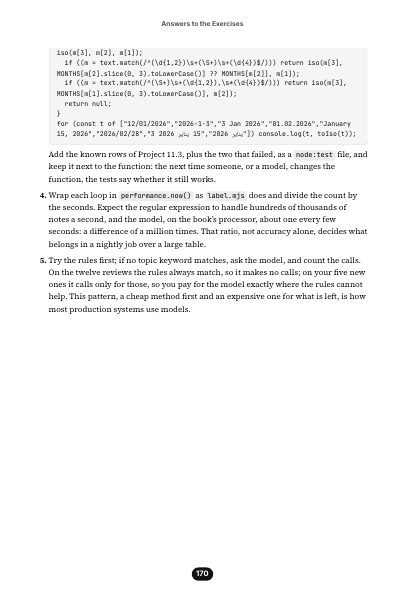 Answers to the Exercises
iso(m[3], m[2], m[1]);
  if ((m = text.match(/^(\d{1,2})\s+(\S+)\s+(\d{4})$/))) return iso(m[3],
MONTHS[m[2].slice(0, 3).toLowerCase()] ?? MONTHS[m[2]], m[1]);
  if ((m = text.match(/^(\S+)\s+(\d{1,2}),\s+(\d{4})$/))) return iso(m[3],
MONTHS[m[1].slice(0, 3).toLowerCase()], m[2]);
  return null;
}
for (const t of ["12/01/2026","2026-1-3","3 Jan 2026","01.02.2026","January
15, 2026","2026/02/28","3 يناير 2026","15 يناير 2026"]) console.log(t, toIso(t));
Add the known rows of Project 11.3, plus the two that failed, as a node:test file, and
keep it next to the function: the next time someone, or a model, changes the
function, the tests say whether it still works.
4. Wrap each loop in performance.now() as label.mjs does and divide the count by
the seconds. Expect the regular expression to handle hundreds of thousands of
notes a second, and the model, on the book's processor, about one every few
seconds: a difference of a million times. That ratio, not accuracy alone, decides what
belongs in a nightly job over a large table.
5. Try the rules first; if no topic keyword matches, ask the model, and count the calls.
On the twelve reviews the rules always match, so it makes no calls; on your five new
ones it calls only for those, so you pay for the model exactly where the rules cannot
help. This pattern, a cheap method first and an expensive one for what is left, is how
most production systems use models.
170